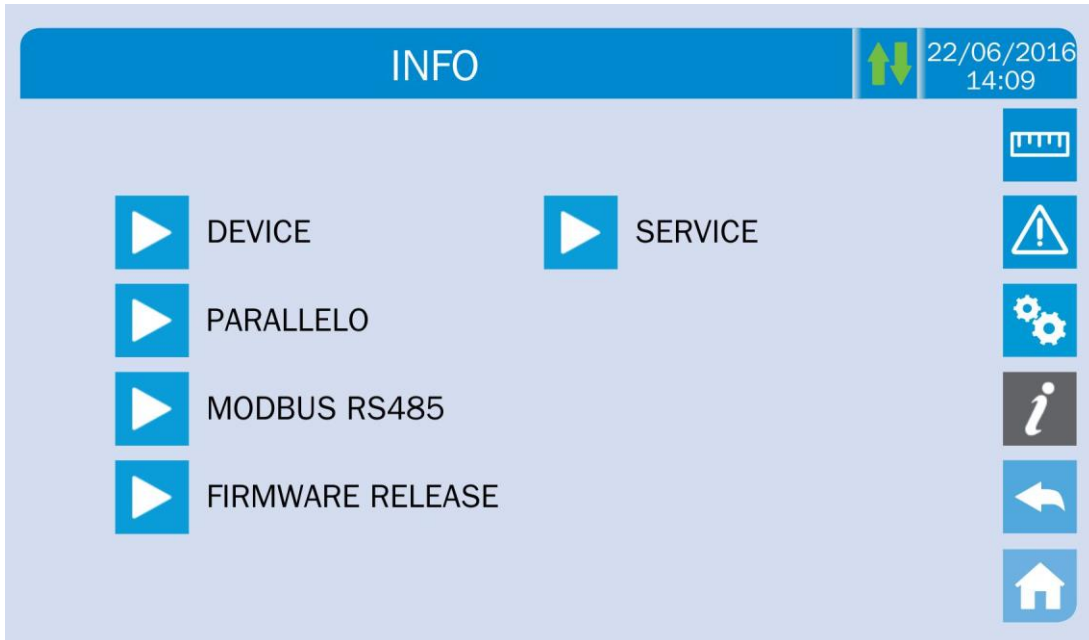 INFO
22/06/2016
14:09
DEVICE
SERVICE
PARALLELO
MODBUS RS485
FIRMWARE RELEASE
i